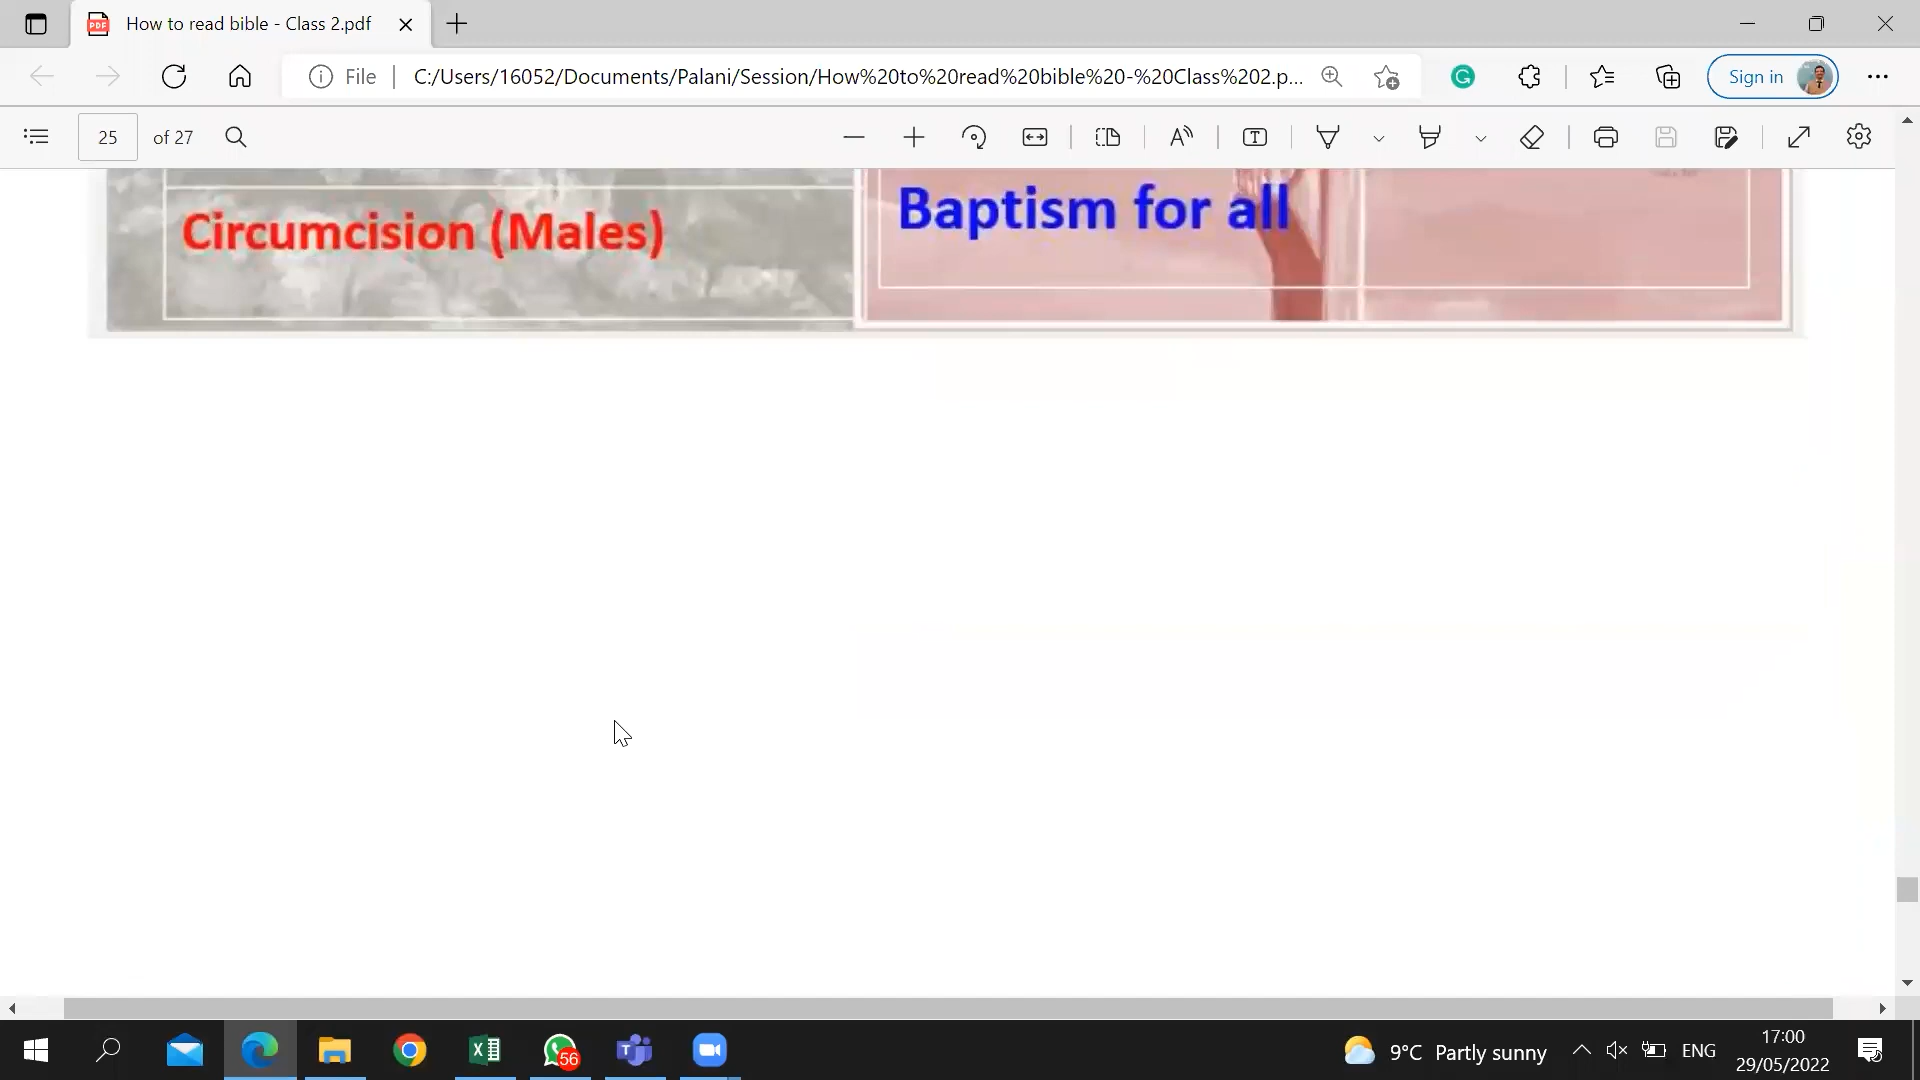 How to read bible - Class 2.pdf
File
C:/Users/16052/Documents/Palani/Session/How%20to%20read%20bible%20-%20Class%202.p...
Sign in
25 of 27
Circumcision (Males)
Baptism for all
56
9°C Partly sunny
ENG
17:00
29/05/2022